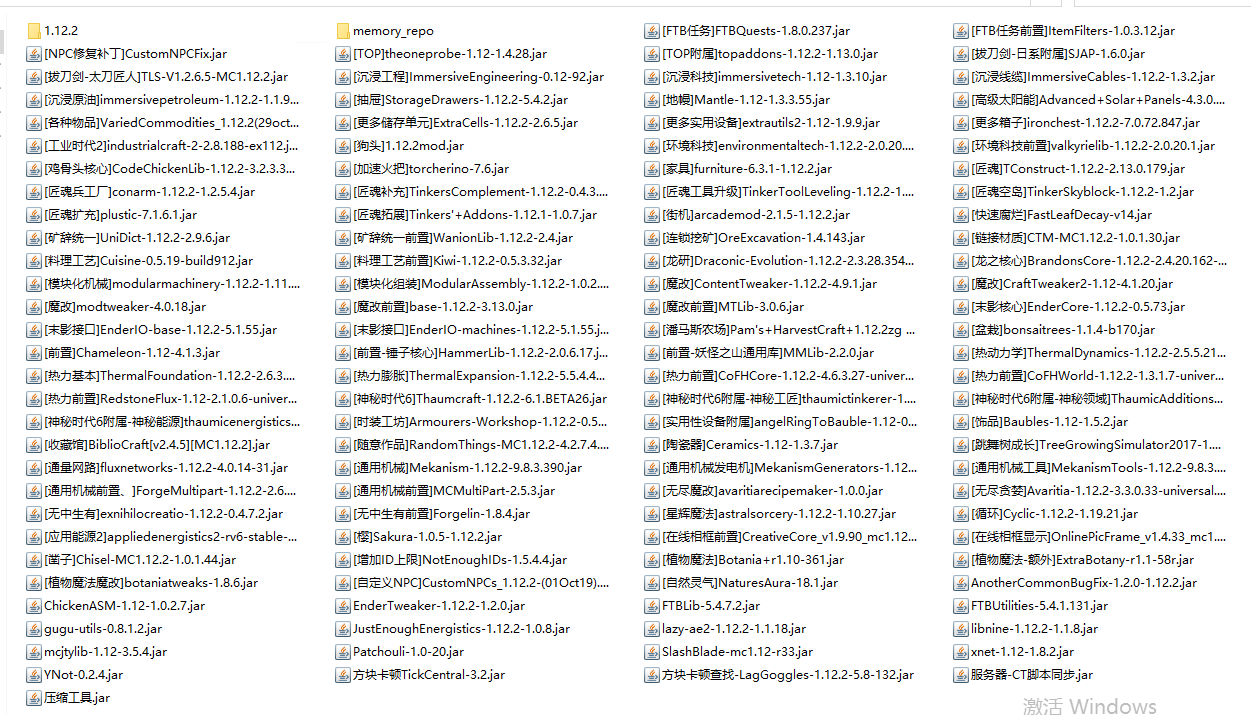 1.12.2
memory_repo
[FTB任务]FTBQuests-1.8.0.237.jar
[FTB任务前置]ItemFilters-1.0.3.12.jar
[NPC修复补丁]CustomNPCFix.jar
[TOP]theoneprobe-1.12-1.4.28.jar
[TOP附属]topaddons-1.12.2-1.13.0.jar
[拔刀剑-日系附属]SJAP-1.6.0.jar
[拔刀剑-太刀匠人]TLS-V1.2.6.5-MC1.12.2.jar
[沉浸工程]ImmersiveEngineering-0.12-92.jar
[沉浸科技]immersivetech-1.12-1.3.10.jar
[沉浸线缆]ImmersiveCables-1.12.2-1.3.2.jar
[沉浸原油]immersivepetroleum-1.12.2-1.1.9...
[抽屉]StorageDrawers-1.12.2-5.4.2.jar
[地幔]Mantle-1.12-1.3.3.55.jar
[高级太阳能]Advanced+Solar+Panels-4.3.0....
[各种物品]VariedCommodities_1.12.2(29oct...
[更多储存单元]ExtraCells-1.12.2-2.6.5.jar
[更多实用设备]extrautils2-1.12-1.9.9.jar
[更多箱子]ironchest-1.12.2-7.0.72.847.jar
[工业时代2]industrialcraft-2-2.8.188-ex112.j...
[狗头]1.12.2mod.jar
[环境科技]environmentaltech-1.12.2-2.0.20....
[环境科技前置]valkyrielib-1.12.2-2.0.20.1.jar
[鸡骨头核心]CodeChickenLib-1.12.2-3.2.3.3...
[加速火把]torcherino-7.6.jar
[家具]furniture-6.3.1-1.12.2.jar
[匠魂]TConstruct-1.12.2-2.13.0.179.jar
[匠魂兵工厂]conarm-1.12.2-1.2.5.4.jar
[匠魂补充]TinkersComplement-1.12.2-0.4.3....
[匠魂工具升级]TinkerToolLeveling-1.12.2-1....
[匠魂空岛]TinkerSkyblock-1.12.2-1.2.jar
[匠魂扩充]plustic-7.1.6.1.jar
[匠魂拓展]Tinkers'+Addons-1.12.1-1.0.7.jar
[街机]arcademod-2.1.5-1.12.2.jar
[快速腐烂]FastLeafDecay-v14.jar
[矿辞统一]UniDict-1.12.2-2.9.6.jar
[矿辞统一前置]WanionLib-1.12.2-2.4.jar
[连锁挖矿]OreExcavation-1.4.143.jar
[链接材质]CTM-MC1.12.2-1.0.1.30.jar
[料理工艺]Cuisine-0.5.19-build912.jar
[料理工艺前置]Kiwi-1.12.2-0.5.3.32.jar
[龙研]Draconic-Evolution-1.12.2-2.3.28.354...
[龙之核心]BrandonsCore-1.12.2-2.4.20.162-...
[模块化机械]modularmachinery-1.12.2-1.11....
[模块化组装]ModularAssembly-1.12.2-1.0.2....
[魔改]ContentTweaker-1.12.2-4.9.1.jar
[魔改]CraftTweaker2-1.12-4.1.20.jar
[魔改]modtweaker-4.0.18.jar
[魔改前置]base-1.12.2-3.13.0.jar
[魔改前置]MTLib-3.0.6.jar
[末影核心]EnderCore-1.12.2-0.5.73.jar
[末影接口]EnderIO-base-1.12.2-5.1.55.jar
[末影接口]EnderIO-machines-1.12.2-5.1.55.j...
[潘马斯农场]Pam's+HarvestCraft+1.12.2zg ...
[盆栽]bonsaitrees-1.1.4-b170.jar
[前置]Chameleon-1.12-4.1.3.jar
[前置-锤子核心]HammerLib-1.12.2-2.0.6.17.j...
[前置-妖怪之山通用库]MMLib-2.2.0.jar
[热动力学]ThermalDynamics-1.12.2-2.5.5.21...
[热力基本]ThermalFoundation-1.12.2-2.6.3....
[热力膨胀]ThermalExpansion-1.12.2-5.5.4.4...
[热力前置]CoFHCore-1.12.2-4.6.3.27-univer...
[热力前置]CoFHWorld-1.12.2-1.3.1.7-univer...
[热力前置]RedstoneFlux-1.12-2.1.0.6-univer...
[神秘时代6]Thaumcraft-1.12.2-6.1.BETA26.jar
[神秘时代6附属-神秘工匠]thaumictinkerer-1....
[神秘时代6附属-神秘领域]ThaumicAdditions...
[神秘时代6附属-神秘能源]thaumicenergistics...
[时装工坊]Armourers-Workshop-1.12.2-0.5...
[实用性设备附属]angelRingToBauble-1.12-0...
[饰品]Baubles-1.12-1.5.2.jar
[收藏馆]BiblioCraft[v2.4.5][MC1.12.2].jar
[随意作品]RandomThings-MC1.12.2-4.2.7.4...
[陶瓷器]Ceramics-1.12-1.3.7.jar
[跳舞树成长]TreeGrowingSimulator2017-1....
[通量网路]fluxnetworks-1.12.2-4.0.14-31.jar
[通用机械]Mekanism-1.12.2-9.8.3.390.jar
[通用机械发电机]MekanismGenerators-1.12...
[通用机械工具]MekanismTools-1.12.2-9.8.3....
[通用机械前置、]ForgeMultipart-1.12.2-2.6....
[通用机械前置]MCMultiPart-2.5.3.jar
[无尽魔改]avaritiarecipemaker-1.0.0.jar
[无尽贪婪]Avaritia-1.12.2-3.3.0.33-universal....
[无中生有]exnihilocreatio-1.12.2-0.4.7.2.jar
[无中生有前置]Forgelin-1.8.4.jar
[星辉魔法]astralsorcery-1.12.2-1.10.27.jar
[循环]Cyclic-1.12.2-1.19.21.jar
[应用能源2]appliedenergistics2-rv6-stable-...
[樱]Sakura-1.0.5-1.12.2.jar
[在线相框前置]CreativeCore_v1.9.90_mc1.12...
[在线相框显示]OnlinePicFrame_v1.4.33_mc1....
[凿子]Chisel-MC1.12.2-1.0.1.44.jar
[增加ID上限]NotEnoughIDs-1.5.4.4.jar
[植物魔法]Botania+r1.10-361.jar
[植物魔法-额外]ExtraBotany-r1.1-58r.jar
[植物魔法魔改]botaniatweaks-1.8.6.jar
[自定义NPC]CustomNPCs_1.12.2-(01Oct19)....
[自然灵气]NaturesAura-18.1.jar
AnotherCommonBugFix-1.2.0-1.12.2.jar
ChickenASM-1.12-1.0.2.7.jar
EnderTweaker-1.12.2-1.2.0.jar
FTBLib-5.4.7.2.jar
FTBUtilities-5.4.1.131.jar
gugu-utils-0.8.1.2.jar
JustEnoughEnergistics-1.12.2-1.0.8.jar
lazy-ae2-1.12.2-1.1.18.jar
libnine-1.12.2-1.1.8.jar
mcjtylib-1.12-3.5.4.jar
Patchouli-1.0-20.jar
SlashBlade-mc1.12-r33.jar
xnet-1.12-1.8.2.jar
YNot-0.2.4.jar
方块卡顿TickCentral-3.2.jar
方块卡顿查找-LagGoggles-1.12.2-5.8-132.jar
服务器-CT脚本同步.jar
压缩工具.jar
激活 Windows